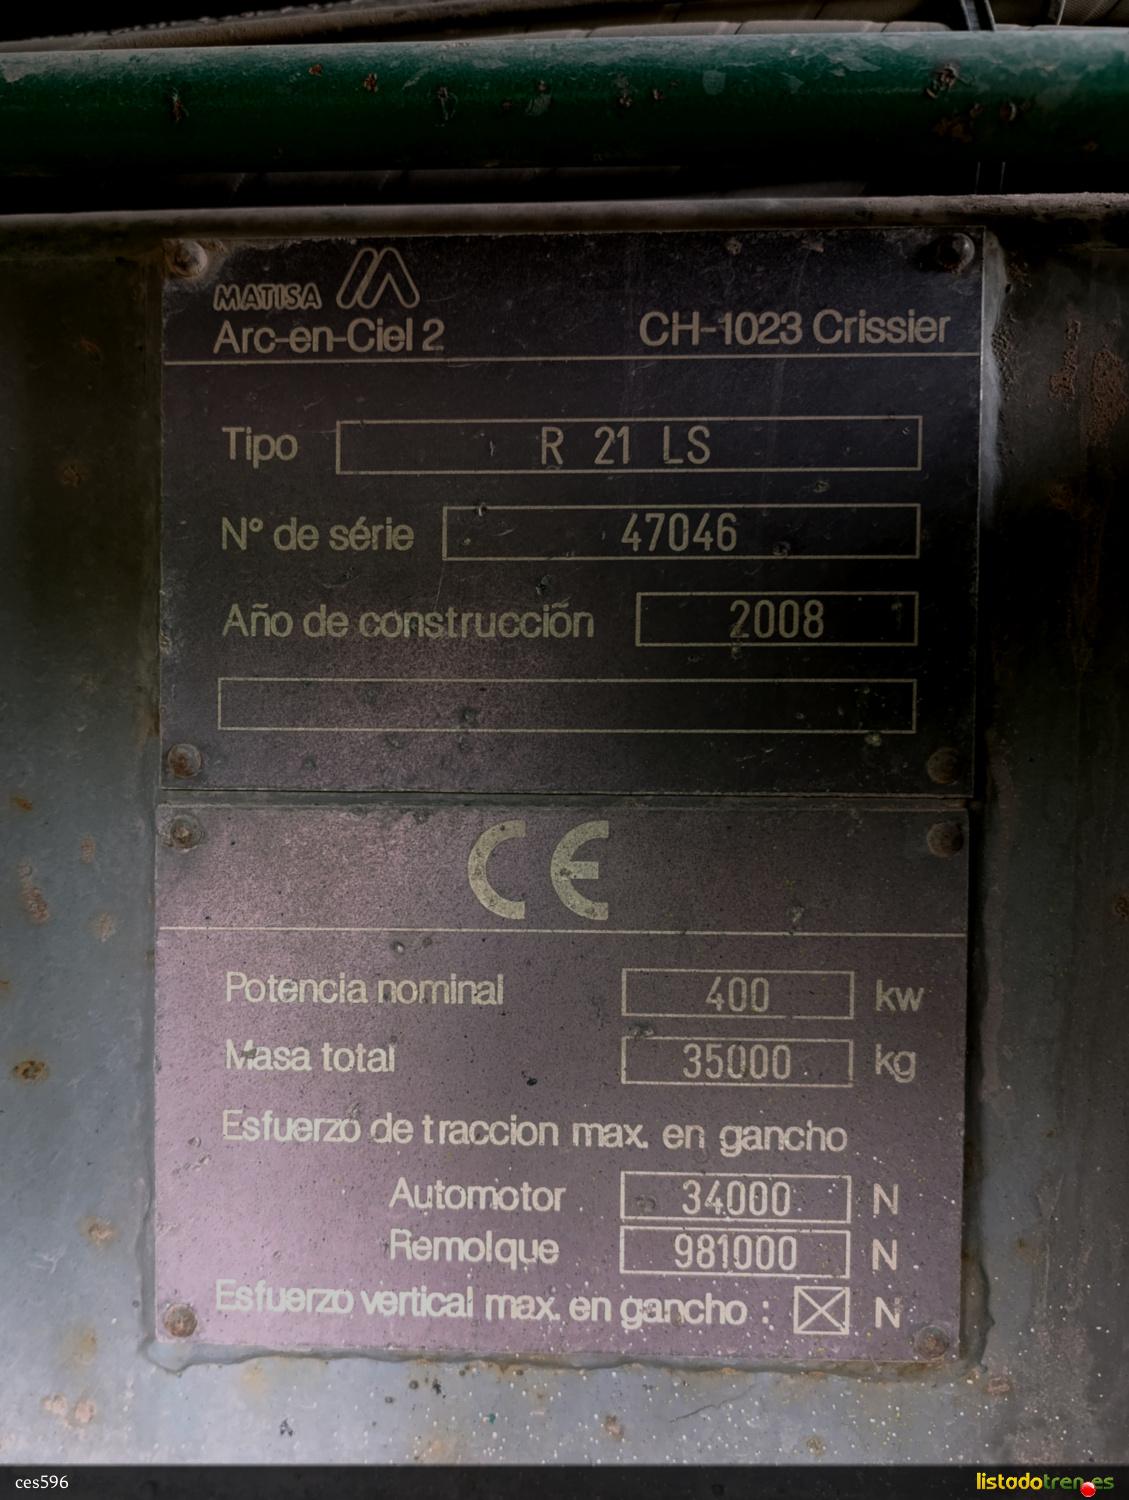 MATISA
Arc-en-Ciel 2 CH-1023 Crissier
Tipo R 21 LS
N° de série 47046
Año de construcciõn 2008
CE
Potencia nominal 400 kw
Masa total 35000 kg
Esfuerzo de traccion max. en gancho
Automotor 34000 N
Remolque 981000 N
Esfuerzo vertical max. en gancho : N
ces596 listadotren.es